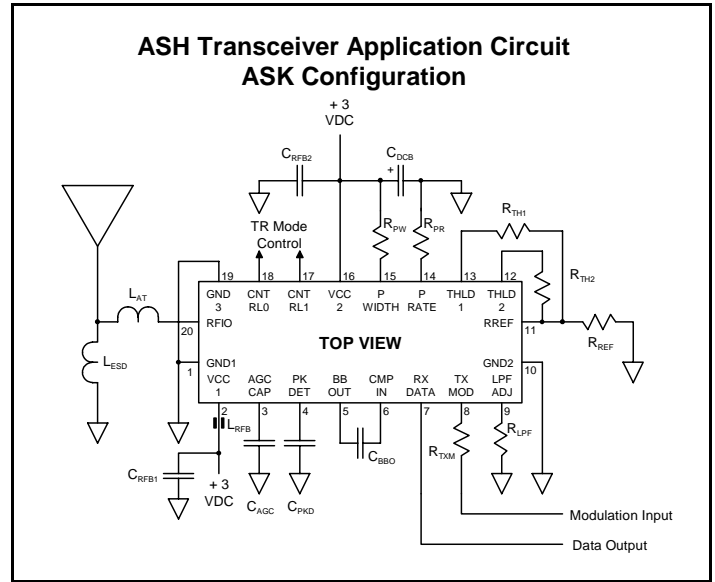 ASH Transceiver Application Circuit
ASK Configuration
+ 3
VDC
CRFB2
CDCB
+
TR Mode
Control
RPW
RPR
RTH1
RTH2
LAT
LESD
19
18
17
16
15
14
13
12
GND
3
CNT
RL0
CNT
RL1
VCC
2
P
WIDTH
P
RATE
THLD
1
THLD
2
20
RFIO
RREF
11
RREF
TOP VIEW
1
GND1
GND2
10
VCC
1
AGC
CAP
PK
DET
BB
OUT
CMP
IN
RX
DATA
TX
MOD
LPF
ADJ
2
3
4
5
6
7
8
9
LRFB
CBBO
RTXM
RLPF
CRFB1
+ 3
VDC
CAGC
CPKD
Modulation Input
Data Output